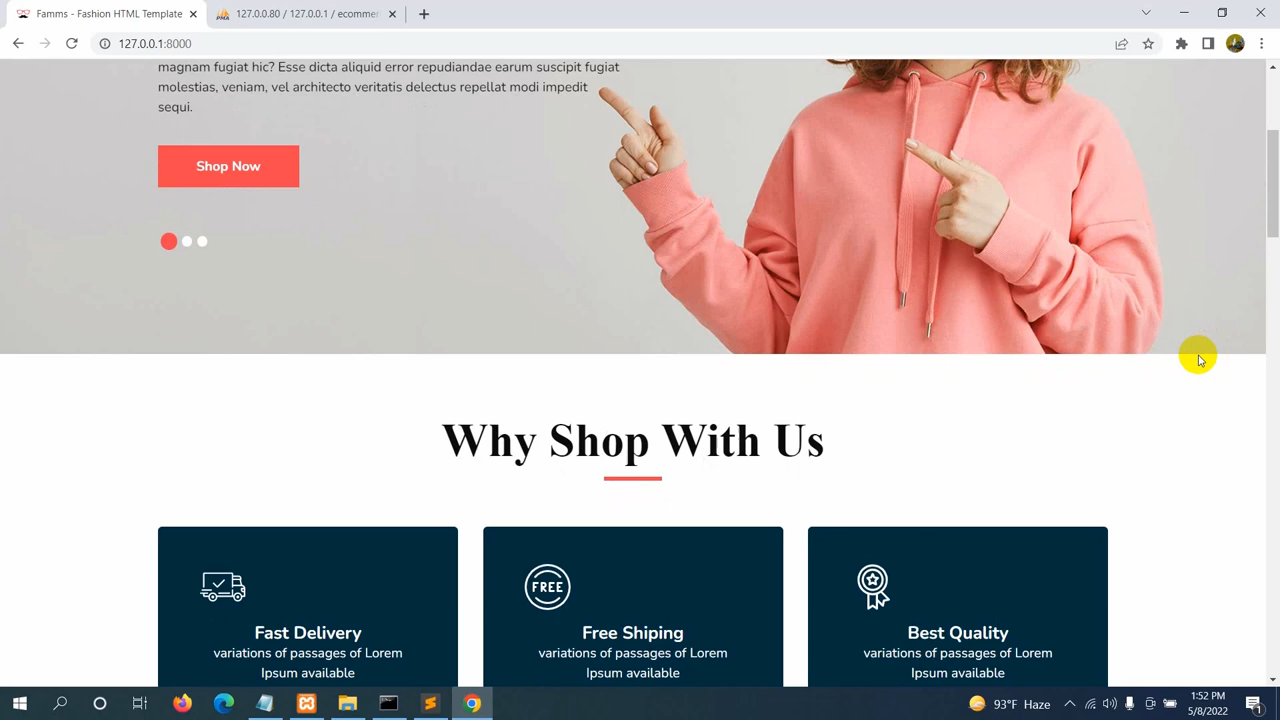 Famms - Fashion HTML Template
127.0.0.80 / 127.0.0.1 / ecommer
127.0.0.1:8000
magnam fugiat hic? Esse dicta aliquid error repudiandae earum suscipit fugiat
molestias, veniam, vel architecto veritatis delectus repellat modi impedit
sequi.
Shop Now
Why Shop With Us
FREE
Fast Delivery
variations of passages of Lorem
Ipsum available
Free Shiping
variations of passages of Lorem
Ipsum available
Best Quality
variations of passages of Lorem
Ipsum available
93°F Haze
1:52 PM
5/8/2022
1